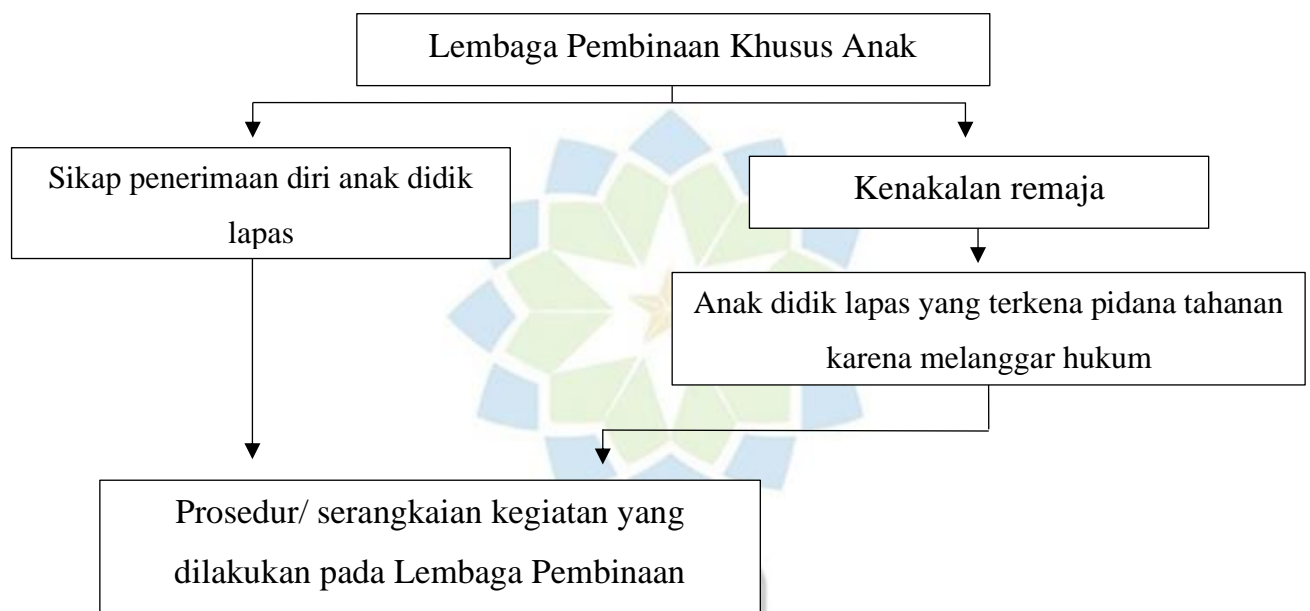 Lembaga Pembinaan Khusus Anak
Sikap penerimaan diri anak didik
lapas
Kenakalan remaja
Anak didik lapas yang terkena pidana tahanan
karena melanggar hukum
Prosedur/ serangkaian kegiatan yang
dilakukan pada Lembaga Pembinaan